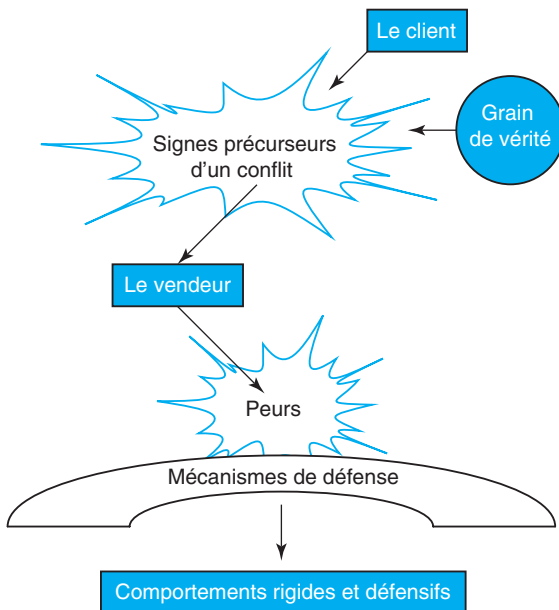 Le client
Grain
de vérité
Signes précurseurs
d'un conflit
Le vendeur
Peurs
Mécanismes de défense
Comportements rigides et défensifs